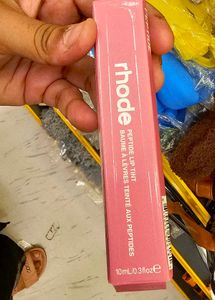 rhode
PEPTIDE LIP TINT
BAUME À LÈVRES TEINTÉ AUX PEPTIDES
10mL/0.3fl oz℮